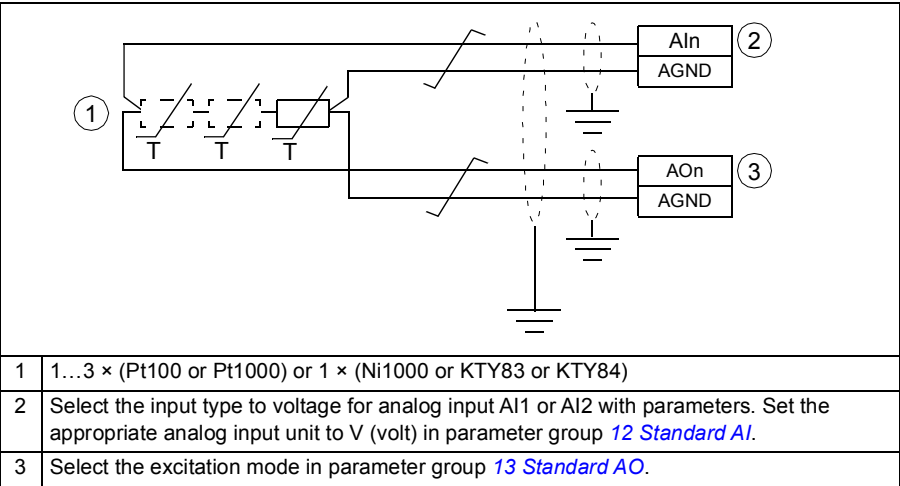 AIn
2
AGND
1
T
T
T
AOn
3
AGND
1 1…3 × (Pt100 or Pt1000) or 1 × (Ni1000 or KTY83 or KTY84)
2 Select the input type to voltage for analog input AI1 or AI2 with parameters. Set the
appropriate analog input unit to V (volt) in parameter group 12 Standard AI.
3 Select the excitation mode in parameter group 13 Standard AO.